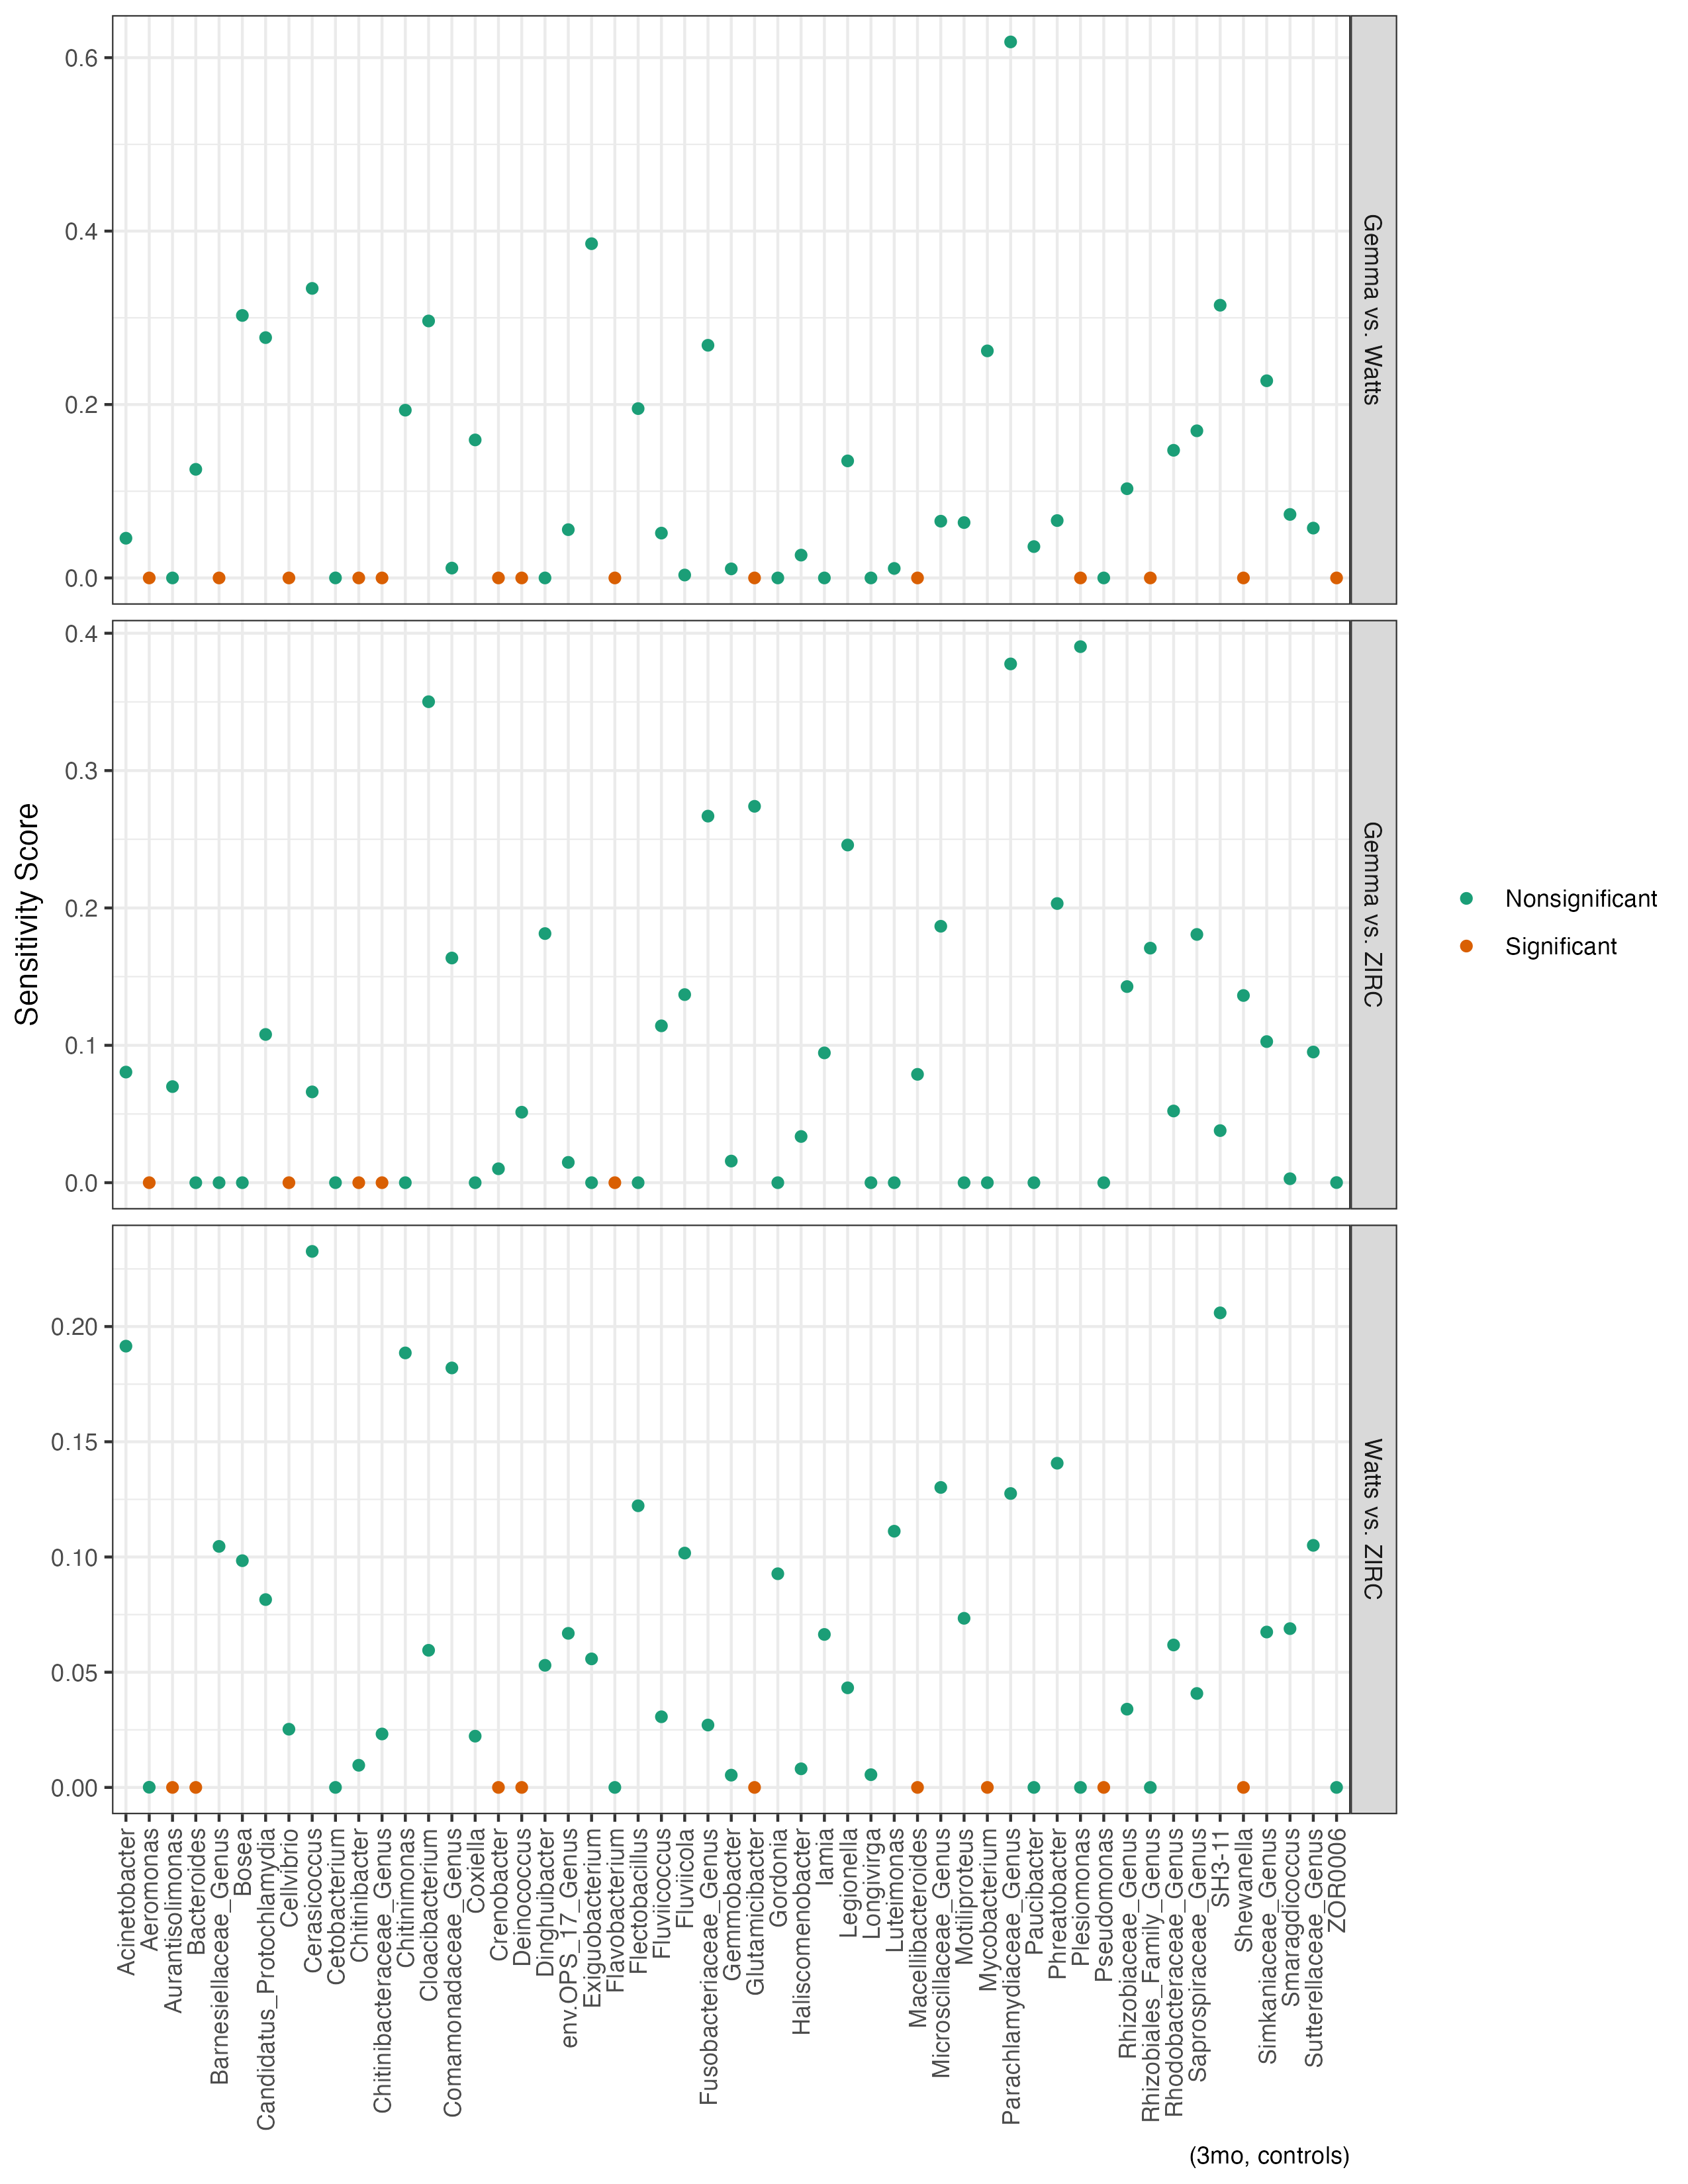 0.6
0.4
0.2
0.0
Gemma vs. Watts
0.4
0.3
0.2
0.1
0.0
Gemma vs. ZIRC
0.20
0.15
0.10
0.05
0.00
Watts vs. ZIRC
Sensitivity Score
Nonsignificant
Significant
Acinetobacter
Aeromonas
Aurantisolimonas
Bacteroides
Barnesiellaceae_Genus
Bosea
Candidatus_Protochlamydia
Cellvibrio
Cerasicoccus
Cetobacterium
Chitinibacter
Chitinibacteraceae_Genus
Chitinimonas
Cloacibacterium
Comamonadaceae_Genus
Coxiella
Crenobacter
Deinococcus
Dinghuibacter
env.OPS_17_Genus
Exiguobacterium
Flavobacterium
Flectobacillus
Fluviicoccus
Fluviicola
Fusobacteriaceae_Genus
Gemmobacter
Glutamicibacter
Gordonia
Haliscomenobacter
Iamia
Legionella
Longivirga
Luteimonas
Macellibacteroides
Microscillaceae_Genus
Motiliproteus
Mycobacterium
Parachlamydiaceae_Genus
Paucibacter
Phreatobacter
Plesiomonas
Pseudomonas
Rhizobiaceae_Genus
Rhizobiales_Family_Genus
Rhodobacteraceae_Genus
Saprospiraceae_Genus
SH3-11
Shewanella
Simkaniaceae_Genus
Smaragdicoccus
Sutterellaceae_Genus
ZOR0006
(3mo, controls)